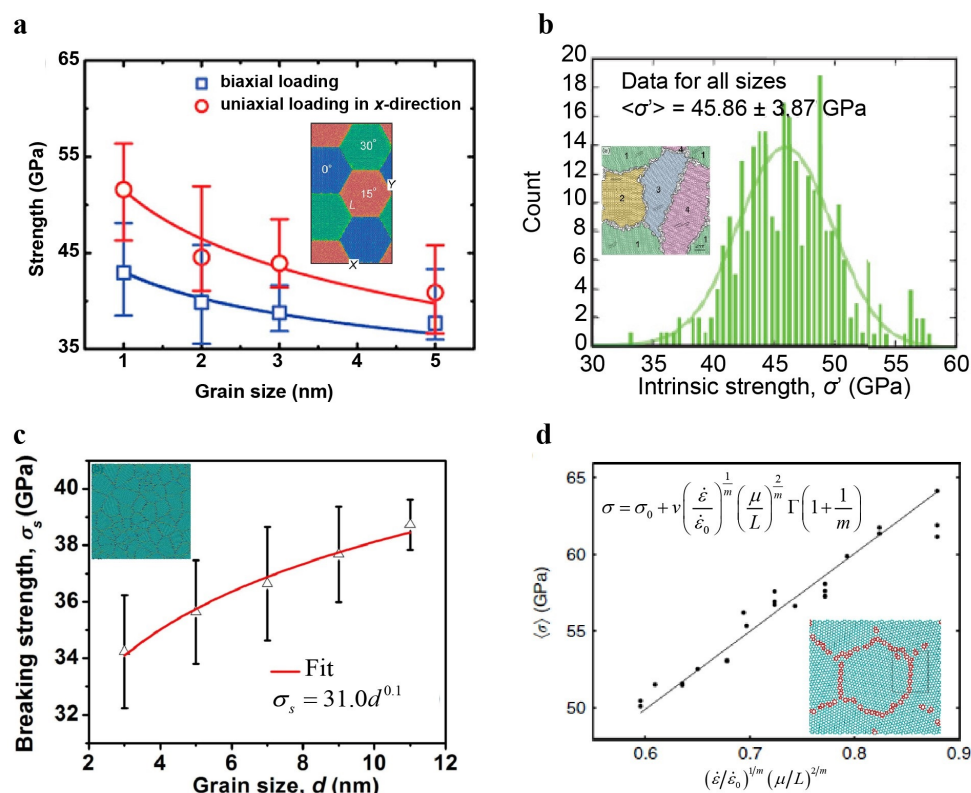 a
65
55
45
35
Strength (GPa)
biaxial loading
uniaxial loading in x-direction
30°
0°
15°
L
Y
X
1 2 3 4 5
Grain size (nm)
b
20
18
16
14
12
10
8
6
4
2
0
Count
Data for all sizes
<σ'> = 45.86 ± 3.87 GPa
1
4
1
2
3
4
1
1
30 35 40 45 50 55 60
Intrinsic strength, σ' (GPa)
c
40
38
36
34
32
Breaking strength, σs (GPa)
Fit
σs = 31.0d^0.1
2 4 6 8 10 12
Grain size, d (nm)
d
65
60
55
50
⟨σ⟩ (GPa)
σ = σ0 + v(ε̇/ε̇0)^(1/m) (μ/L)^(2/m) Γ(1+1/m)
0.6 0.7 0.8 0.9
(ε̇/ε̇0)^1/m (μ/L)^2/m